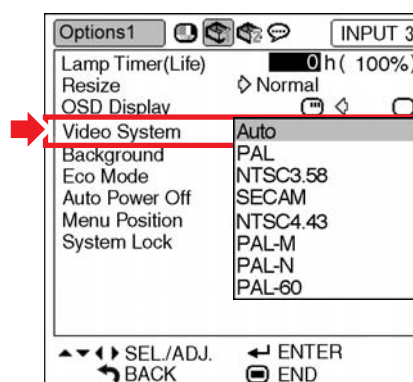 Options1 2 INPUT 3
Lamp Timer(Life) 0 h ( 100%)
Resize Normal
OSD Display
Video System Auto
Background PAL
Eco Mode NTSC3.58
Auto Power Off SECAM
Menu Position NTSC4.43
System Lock PAL-M
PAL-N
PAL-60
SEL./ADJ. ENTER
BACK END